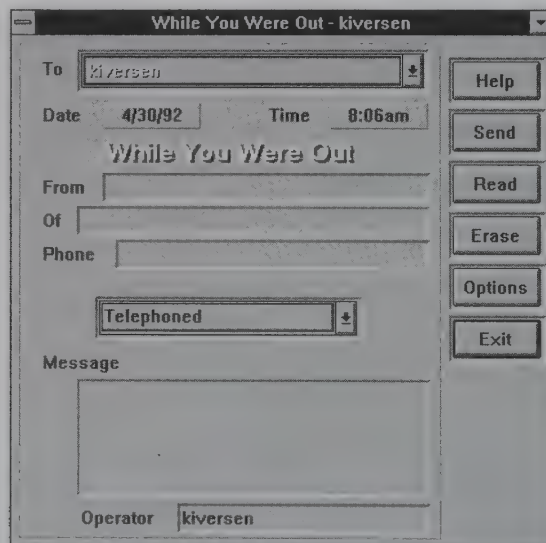 While You Were Out - kiversen
To kiversen
Date 4/30/92 Time 8:06am
While You Were Out
From
Of
Phone
Telephoned
Message
Operator kiversen
Help
Send
Read
Erase
Options
Exit